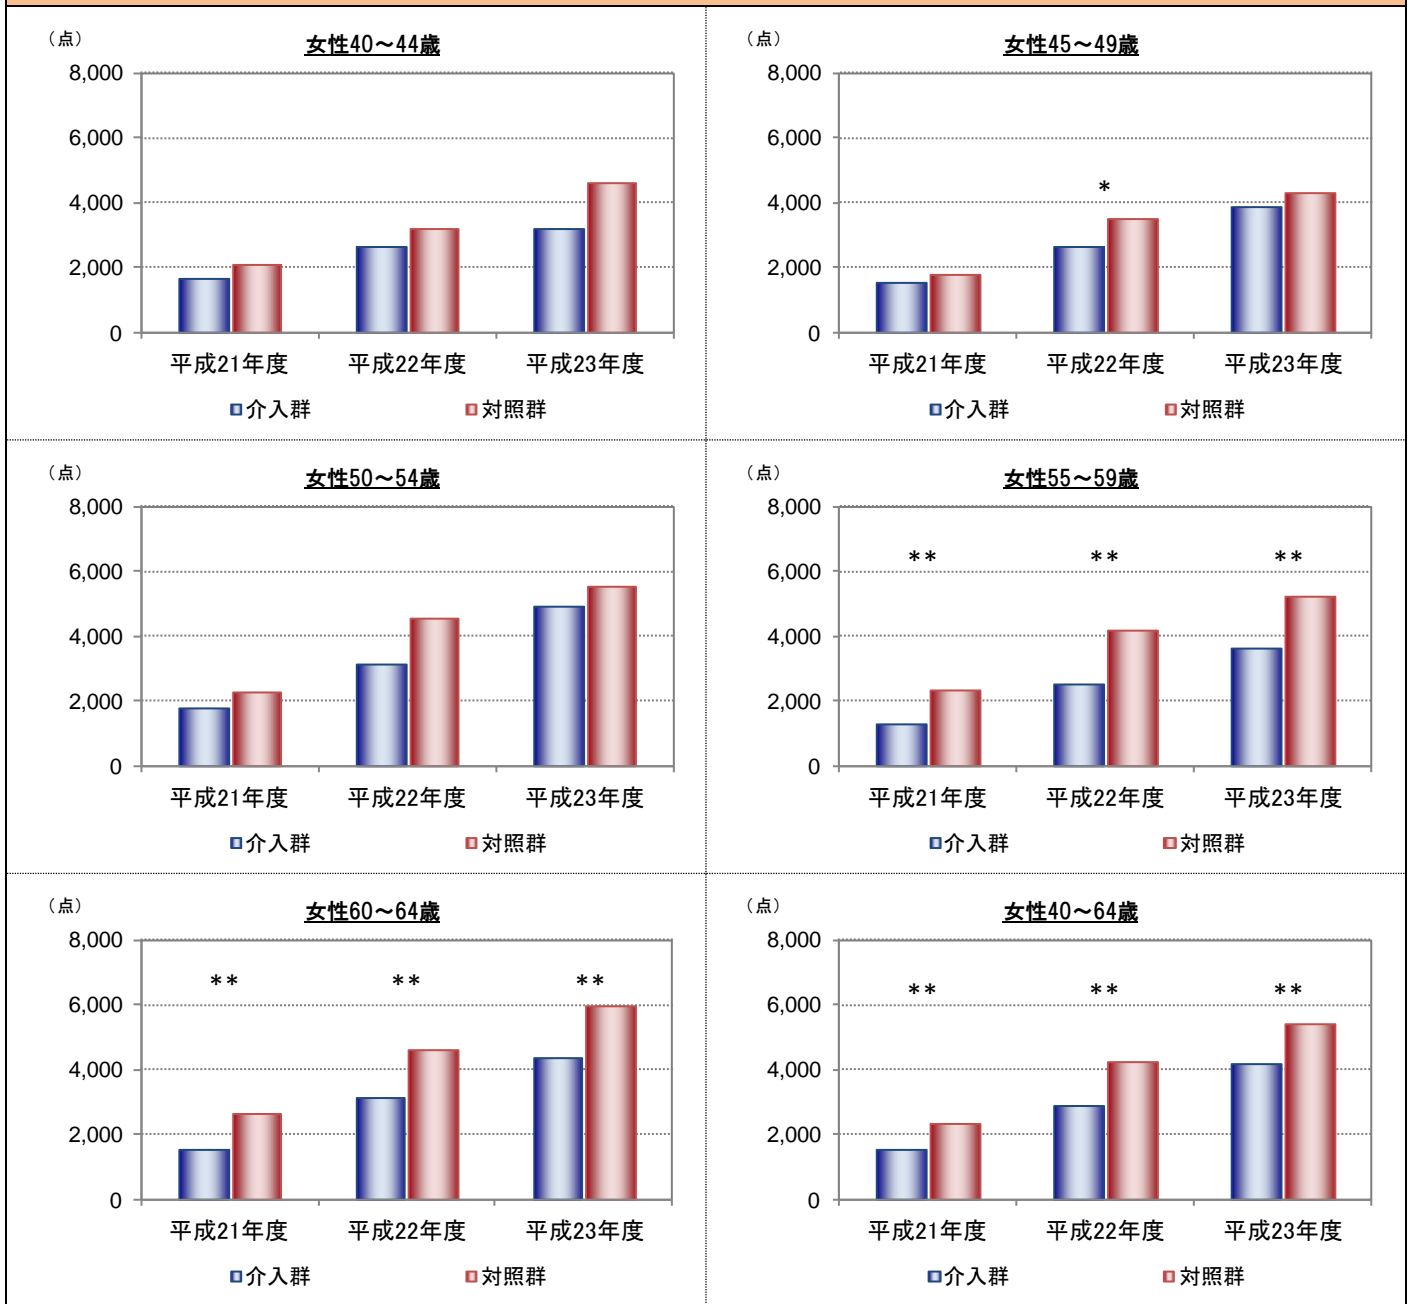 （点）
女性40～44歳
8,000
6,000
4,000
2,000
0
平成21年度 平成22年度 平成23年度
介入群 対照群
（点）
女性45～49歳
8,000
6,000
*
4,000
2,000
0
平成21年度 平成22年度 平成23年度
介入群 対照群
（点）
女性50～54歳
8,000
6,000
4,000
2,000
0
平成21年度 平成22年度 平成23年度
介入群 対照群
（点）
女性55～59歳
8,000
** ** **
6,000
4,000
2,000
0
平成21年度 平成22年度 平成23年度
介入群 対照群
（点）
女性60～64歳
8,000
** ** **
6,000
4,000
2,000
0
平成21年度 平成22年度 平成23年度
介入群 対照群
（点）
女性40～64歳
8,000
** ** **
6,000
4,000
2,000
0
平成21年度 平成22年度 平成23年度
介入群 対照群